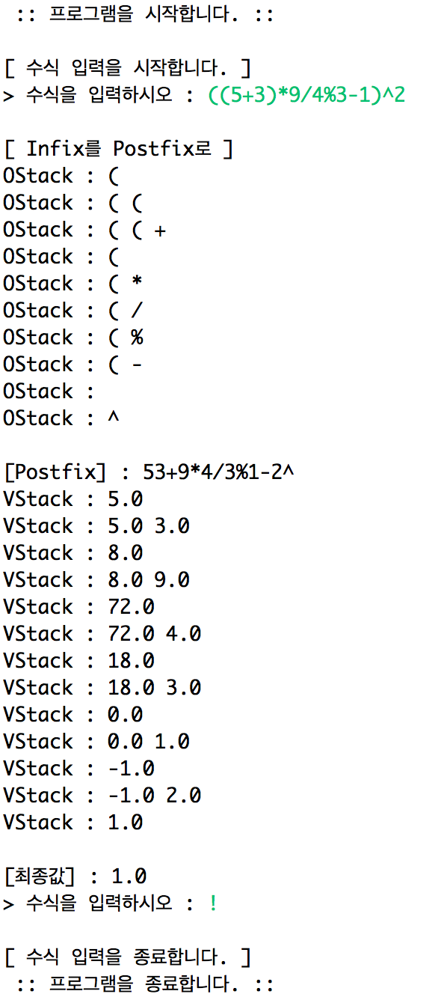 :: 프로그램을 시작합니다. ::
[ 수식 입력을 시작합니다. ]
> 수식을 입력하시오 : ((5+3)*9/4%3-1)^2
[ Infix를 Postfix로 ]
OStack : (
OStack : ( (
OStack : ( ( +
OStack : (
OStack : ( *
OStack : ( /
OStack : ( %
OStack : ( -
OStack :
OStack : ^
[Postfix] : 53+9*4/3%1-2^
VStack : 5.0
VStack : 5.0 3.0
VStack : 8.0
VStack : 8.0 9.0
VStack : 72.0
VStack : 72.0 4.0
VStack : 18.0
VStack : 18.0 3.0
VStack : 0.0
VStack : 0.0 1.0
VStack : -1.0
VStack : -1.0 2.0
VStack : 1.0
[최종값] : 1.0
> 수식을 입력하시오 : !
[ 수식 입력을 종료합니다. ]
:: 프로그램을 종료합니다. ::